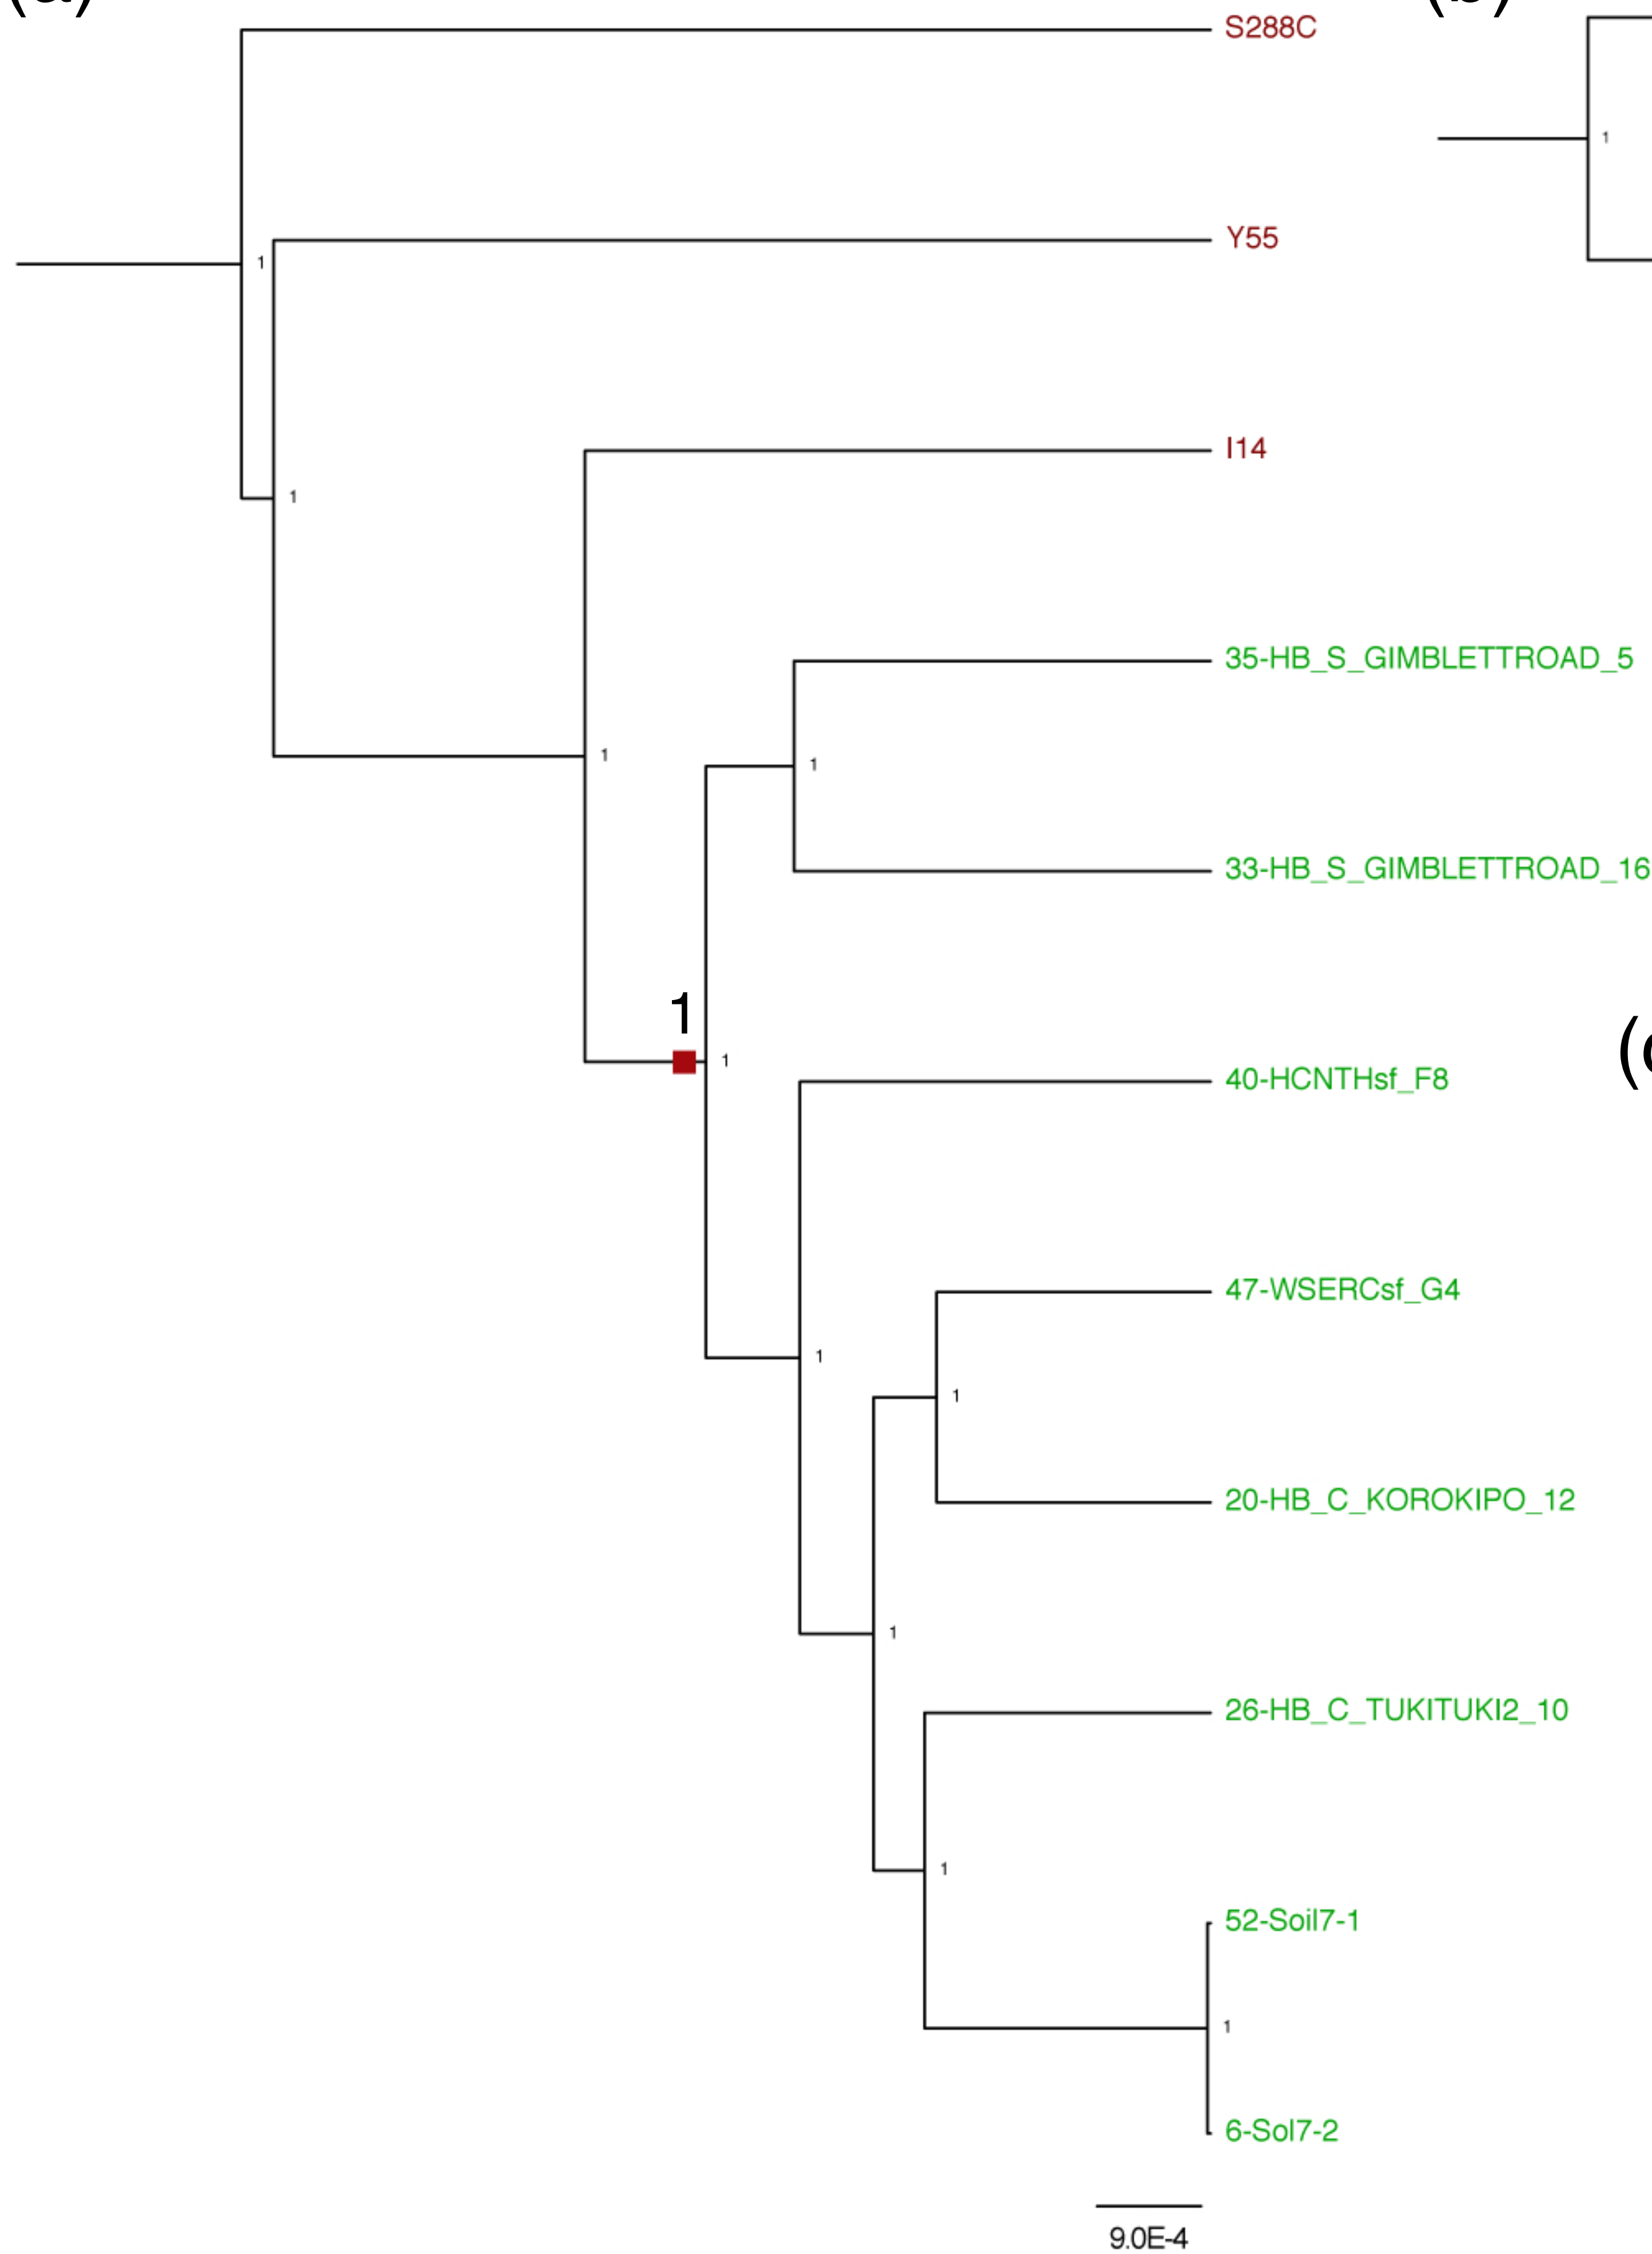 (a)
(b)
S288C
1
1
Y55
1
I14
1
35-HB_S_GIMBLETTROAD_5
1
33-HB_S_GIMBLETTROAD_16
1
1
40-HCNTHsf_F8
47-WSERCsf_G4
1
1
20-HB_C_KOROKIPO_12
1
26-HB_C_TUKITUKI2_10
1
52-Soil7-1
1
6-Sol7-2
9.0E-4